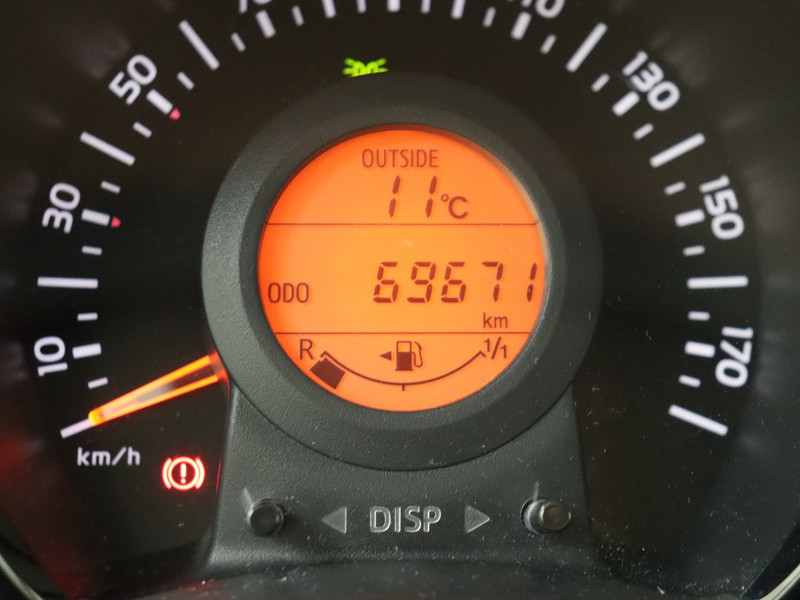 50
130
30
150
10
170
OUTSIDE
11°C
ODO 69671
km
R 1/1
km/h
DISP